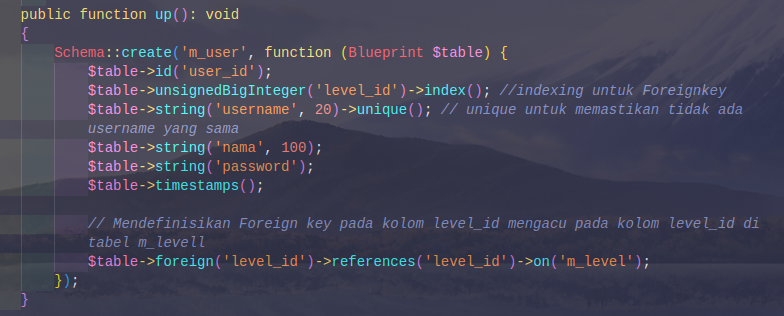 public function up(): void
{
Schema::create('m_user', function (Blueprint $table) {
$table->id('user_id');
$table->unsignedBigInteger('level_id')->index(); //indexing untuk Foreignkey
$table->string('username', 20)->unique(); // unique untuk memastikan tidak ada
username yang sama
$table->string('nama', 100);
$table->string('password');
$table->timestamps();
// Mendefinisikan Foreign key pada kolom level_id mengacu pada kolom level_id di
tabel m_levell
$table->foreign('level_id')->references('level_id')->on('m_level');
});
}